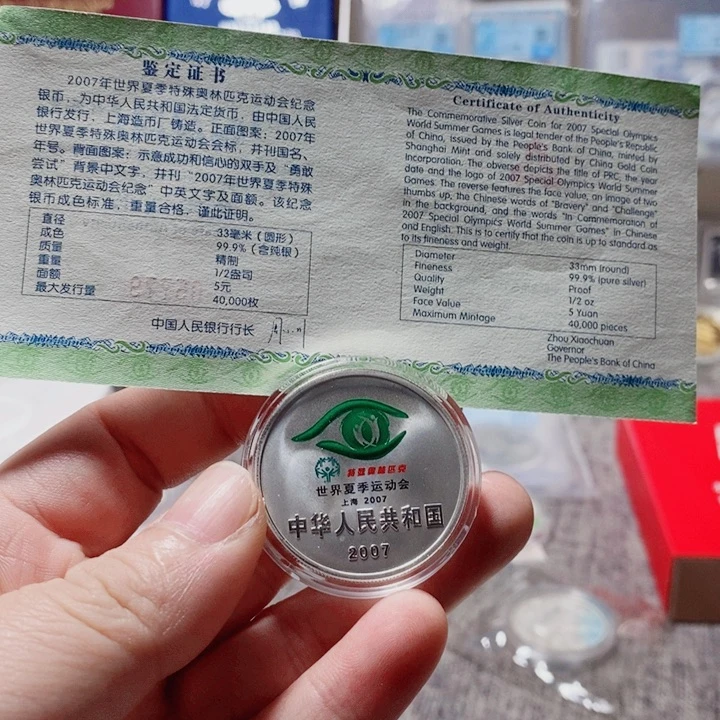 鉴定证书
2007年世界夏季特殊奥林匹克运动会纪念
银币，为中华人民共和国法定货币，由中国人民
银行发行，上海造币厂铸造。正面图案：2007年
世界夏季特殊奥林匹克运动会会标，并刊国名、
年号。背面图案：示意成功和信心的双手及“勇敢
尝试”背景中文字，并刊“2007年世界夏季特殊
奥林匹克运动会纪念”中英文字及面额。该纪念
银币成色标准，重量合格，谨此证明。
直径 33毫米（圆形）
成色 99.9%（含纯银）
质量 精制
重量 1/2盎司
面额 5元
最大发行量 40,000枚
中国人民银行行长
Certificate of Authenticity
The Commemorative Silver Coin for 2007 Special Olympics
World Summer Games is legal tender of the People's Republic
of China, issued by the People's Bank of China, minted by
Shanghai Mint and solely distributed by China Gold Coin
Incorporation. The obverse depicts the title of PRC, the year
date and the logo of 2007 Special Olympics World Summer
Games. The reverse features the face value, an image of two
thumbs up, the Chinese words of "Bravery" and "Challenge"
in the background, and the words "In Commemoration of
2007 Special Olympics World Summer Games" in Chinese
and English. This is to certify that the coin is up to standard as
to its fineness and weight.
Diameter 33mm (round)
Fineness 99.9% (pure silver)
Quality Proof
Weight 1/2 oz
Face Value 5 Yuan
Maximum Mintage 40,000 pieces
Zhou Xiaochuan
Governor
The People's Bank of China
特殊奥林匹克
世界夏季运动会
上海 2007
中华人民共和国
2007